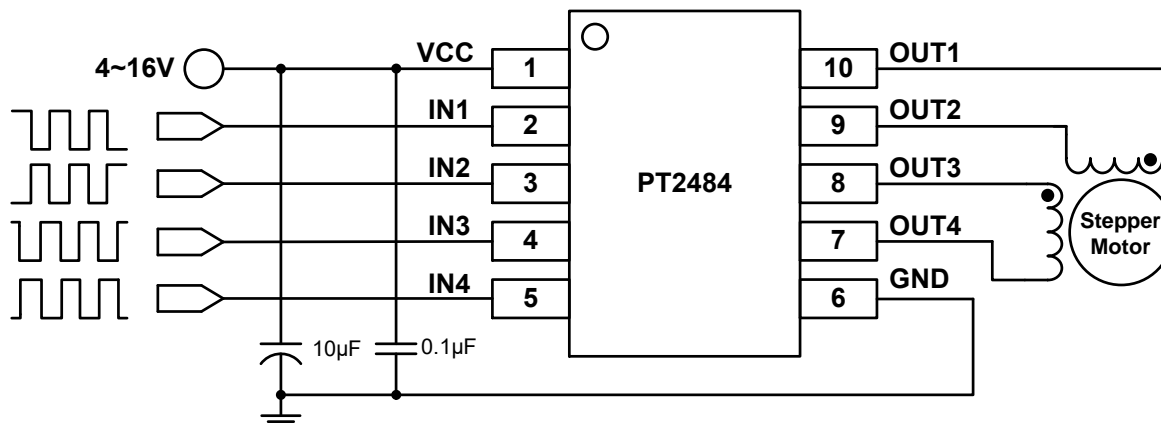 4~16V
VCC
IN1
IN2
IN3
IN4
1
2
3
4
5
PT2484
10
9
8
7
6
OUT1
OUT2
OUT3
OUT4
GND
Stepper
Motor
10µF
0.1µF